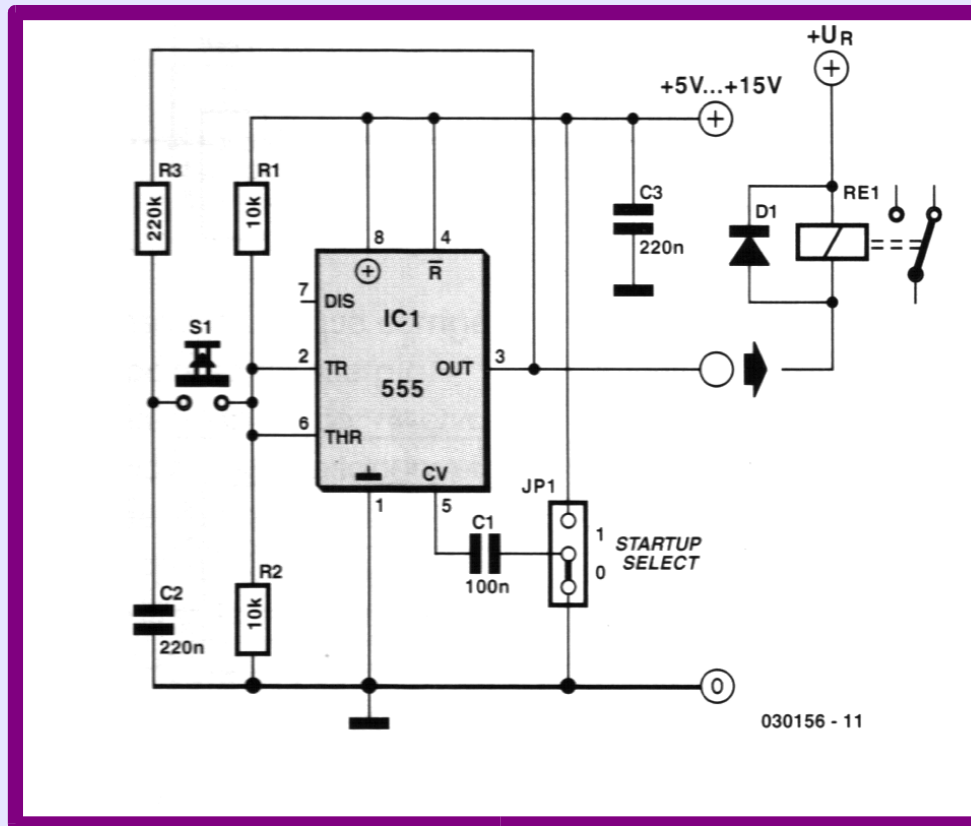 +UR
+5V...+15V
R3
220k
R1
10k
C3
220n
D1
RE1
8
4
+
R
7
DIS
IC1
S1
2
TR
OUT
3
555
6
THR
CV
1
5
JP1
C1
100n
1
0
STARTUP
SELECT
C2
220n
R2
10k
0
030156 - 11